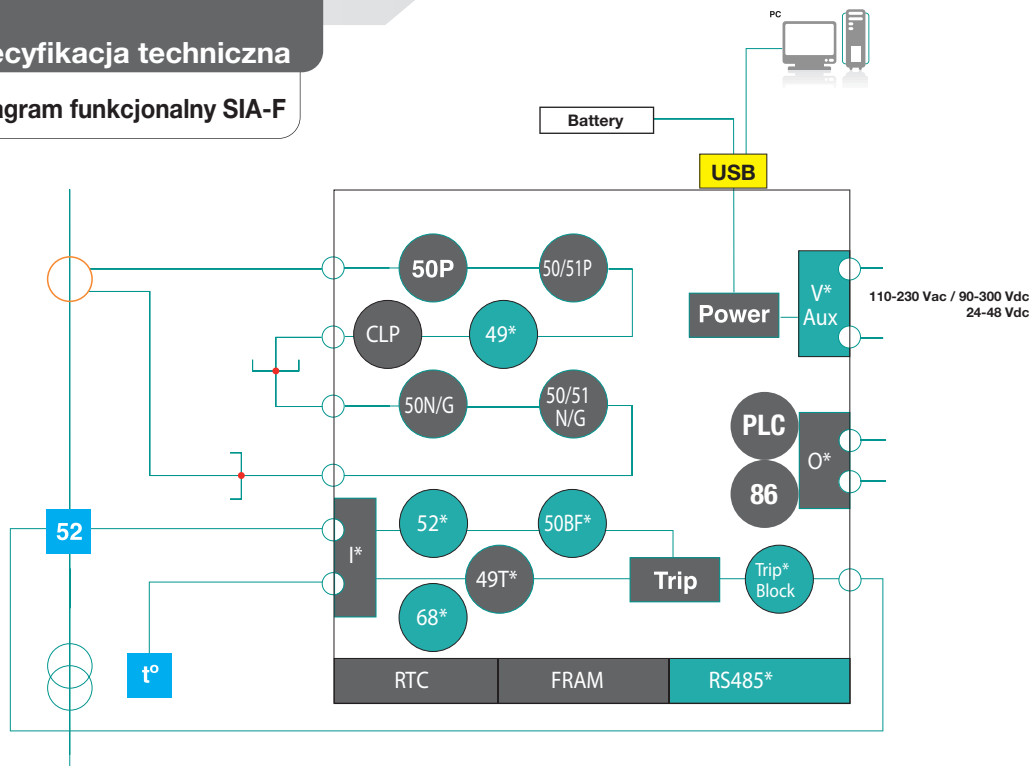 ecyfikacja techniczna
gram funkcjonalny SIA-F
PC
Battery
USB
50P
50/51P
V*
Aux
110-230 Vac / 90-300 Vdc
24-48 Vdc
Power
CLP
49*
50N/G
50/51
N/G
PLC
O*
86
52
I*
52*
50BF*
49T*
Trip
Trip*
Block
68*
t°
RTC
FRAM
RS485*